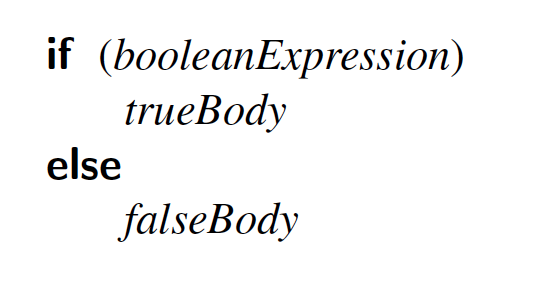 if (booleanExpression)
trueBody
else
falseBody